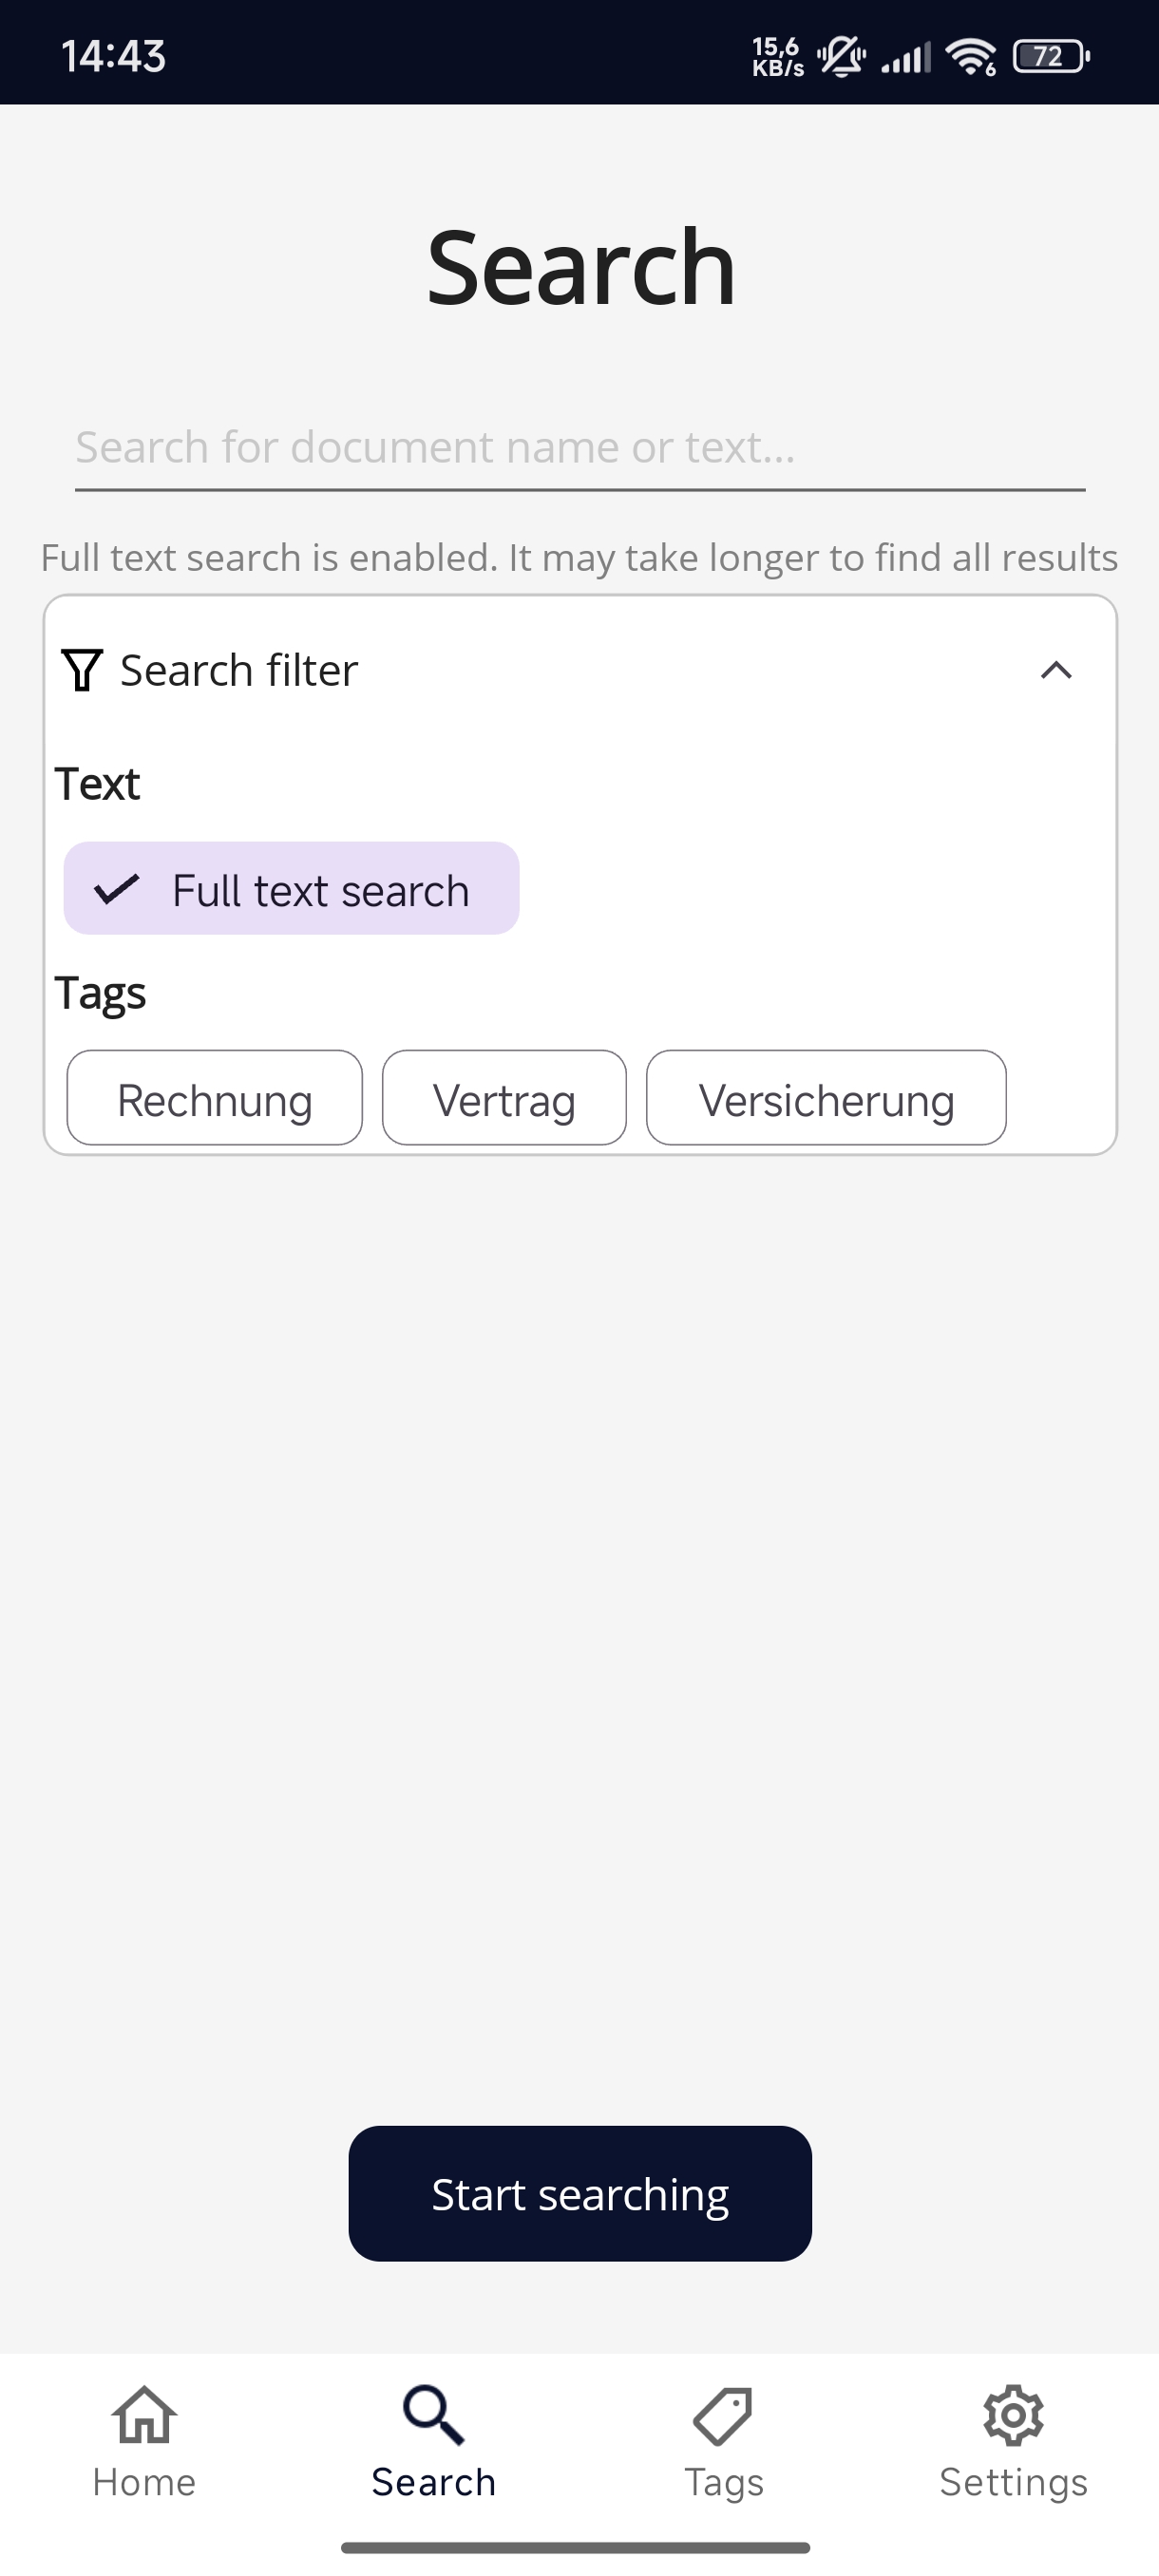 14:43
15,6
KB/s
6
72
Search
Search for document name or text...
Full text search is enabled. It may take longer to find all results
Search filter
Text
Full text search
Tags
Rechnung Vertrag Versicherung
Start searching
Home Search Tags Settings